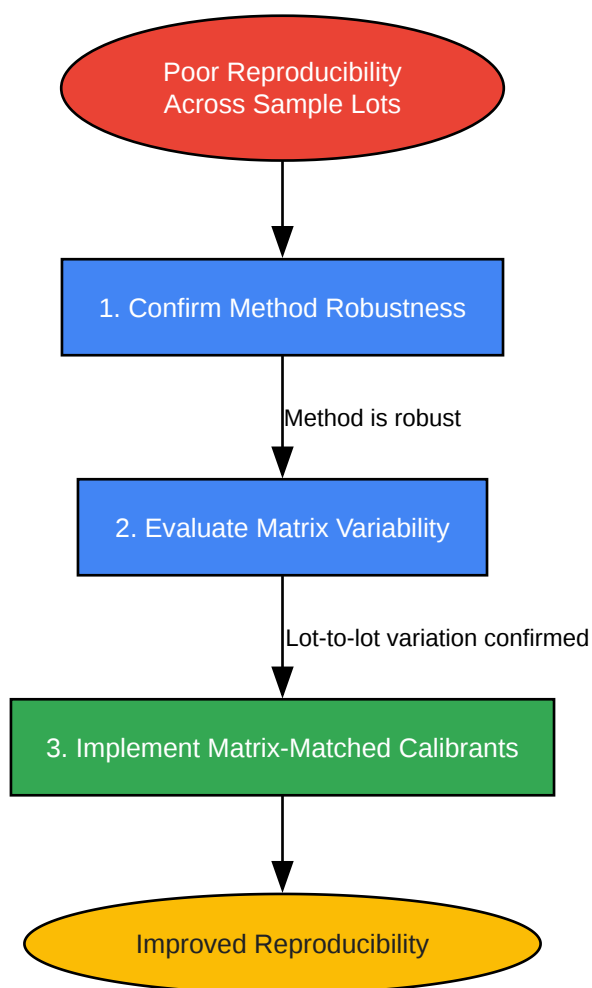 Poor Reproducibility
Across Sample Lots
1. Confirm Method Robustness
Method is robust
2. Evaluate Matrix Variability
Lot-to-lot variation confirmed
3. Implement Matrix-Matched Calibrants
Improved Reproducibility